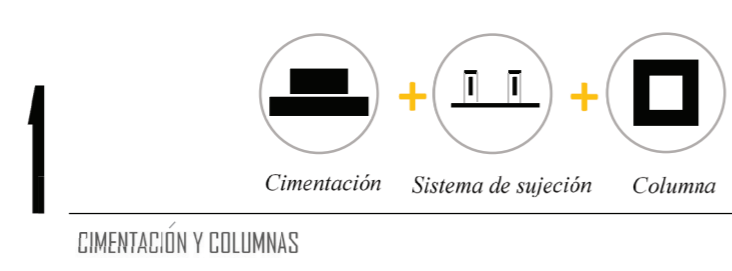 1
+ +
Cimentación Sistema de sujeción Columna
CIMENTACIÓN Y COLUMNAS